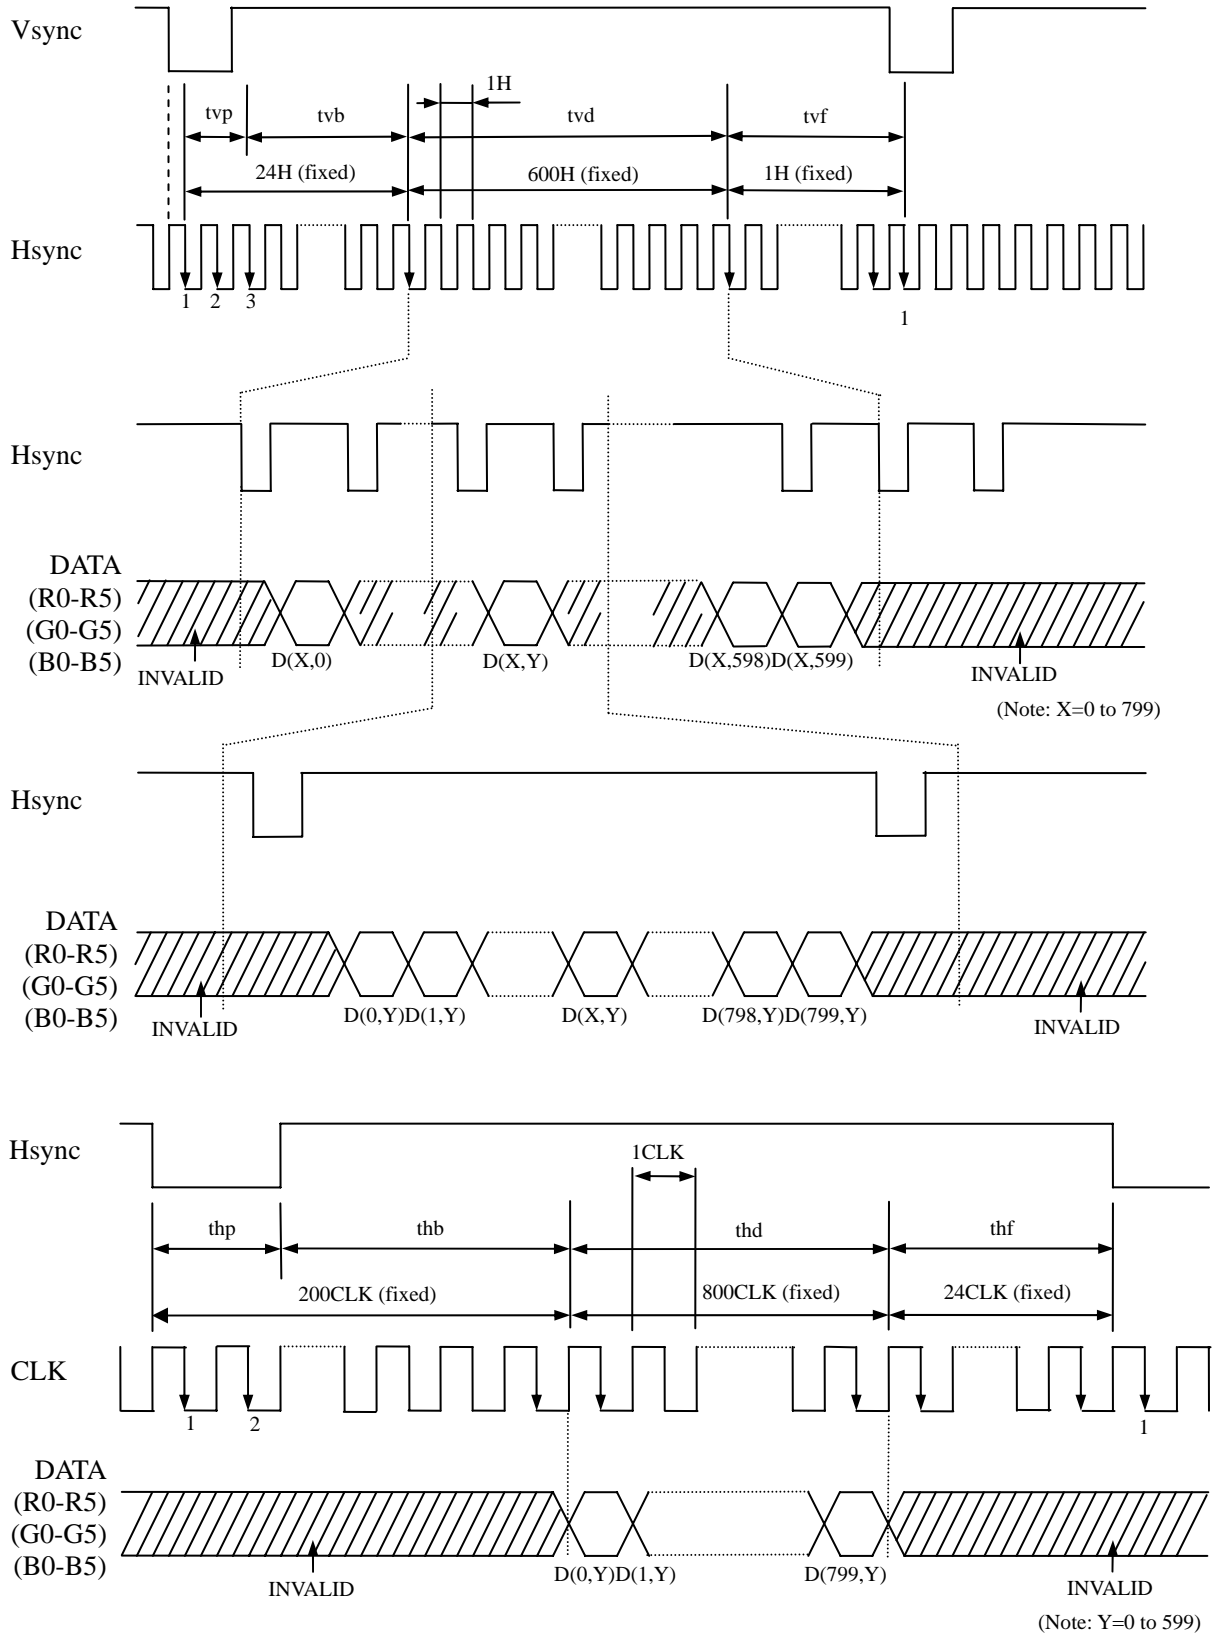 Vsync
1H
tvp
tvb
tvd
tvf
24H (fixed)
600H (fixed)
1H (fixed)
Hsync
1
2
3
1
Hsync
DATA
(R0-R5)
(G0-G5)
(B0-B5)
INVALID
D(X,0)
D(X,Y)
D(X,598)D(X,599)
INVALID
(Note: X=0 to 799)
Hsync
DATA
(R0-R5)
(G0-G5)
(B0-B5)
INVALID
D(0,Y)D(1,Y)
D(X,Y)
D(798,Y)D(799,Y)
INVALID
Hsync
1CLK
thp
thb
thd
thf
200CLK (fixed)
800CLK (fixed)
24CLK (fixed)
CLK
1
2
1
DATA
(R0-R5)
(G0-G5)
(B0-B5)
INVALID
D(0,Y)D(1,Y)
D(799,Y)
INVALID
(Note: Y=0 to 599)